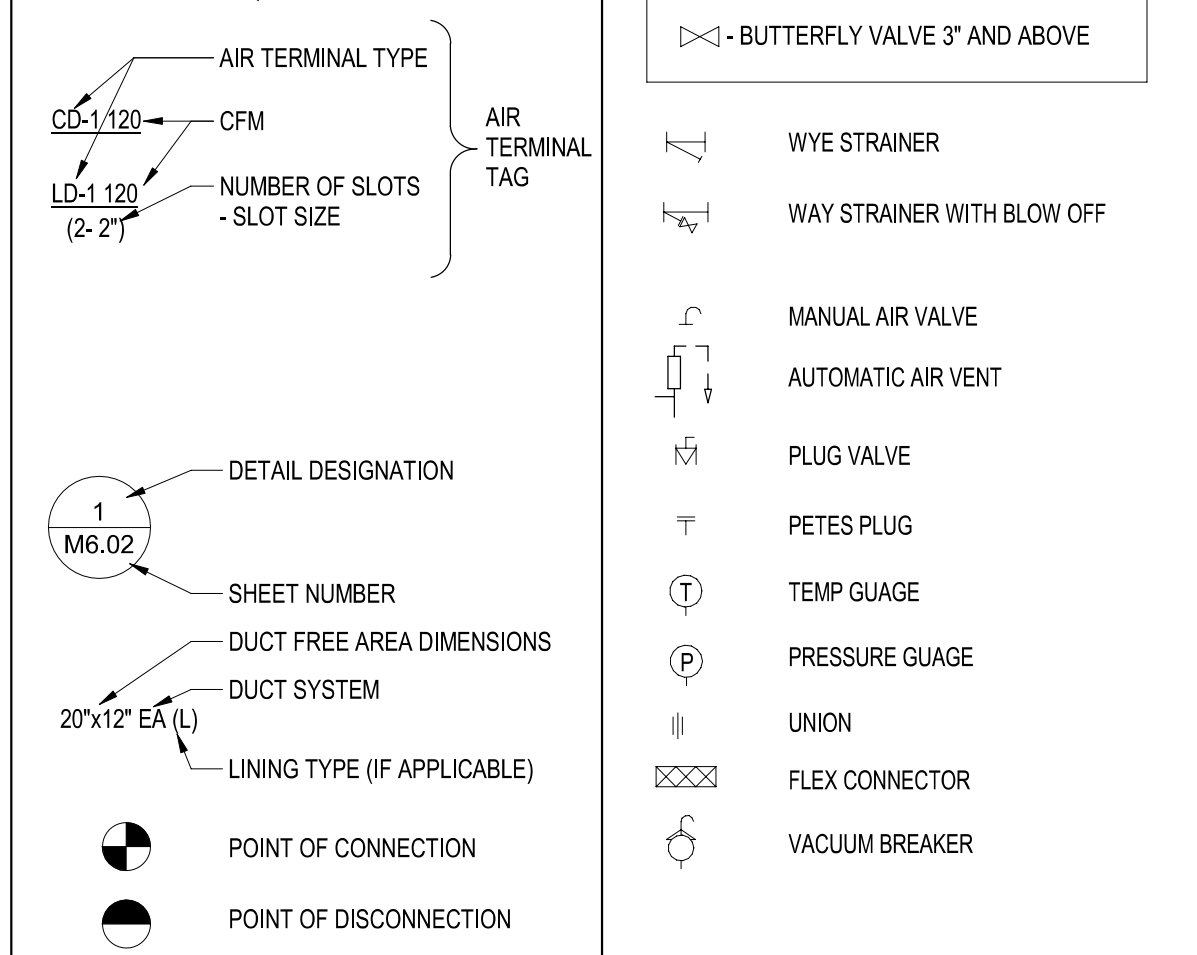 AIR TERMINAL TYPE
CD-1 120
CFM
LD-1 120
(2- 2")
NUMBER OF SLOTS
- SLOT SIZE
AIR
TERMINAL
TAG
DETAIL DESIGNATION
1
M6.02
SHEET NUMBER
DUCT FREE AREA DIMENSIONS
DUCT SYSTEM
20"x12" EA (L)
LINING TYPE (IF APPLICABLE)
POINT OF CONNECTION
POINT OF DISCONNECTION
- BUTTERFLY VALVE 3" AND ABOVE
WYE STRAINER
WAY STRAINER WITH BLOW OFF
MANUAL AIR VALVE
AUTOMATIC AIR VENT
PLUG VALVE
PETES PLUG
T
TEMP GUAGE
P
PRESSURE GUAGE
UNION
FLEX CONNECTOR
VACUUM BREAKER